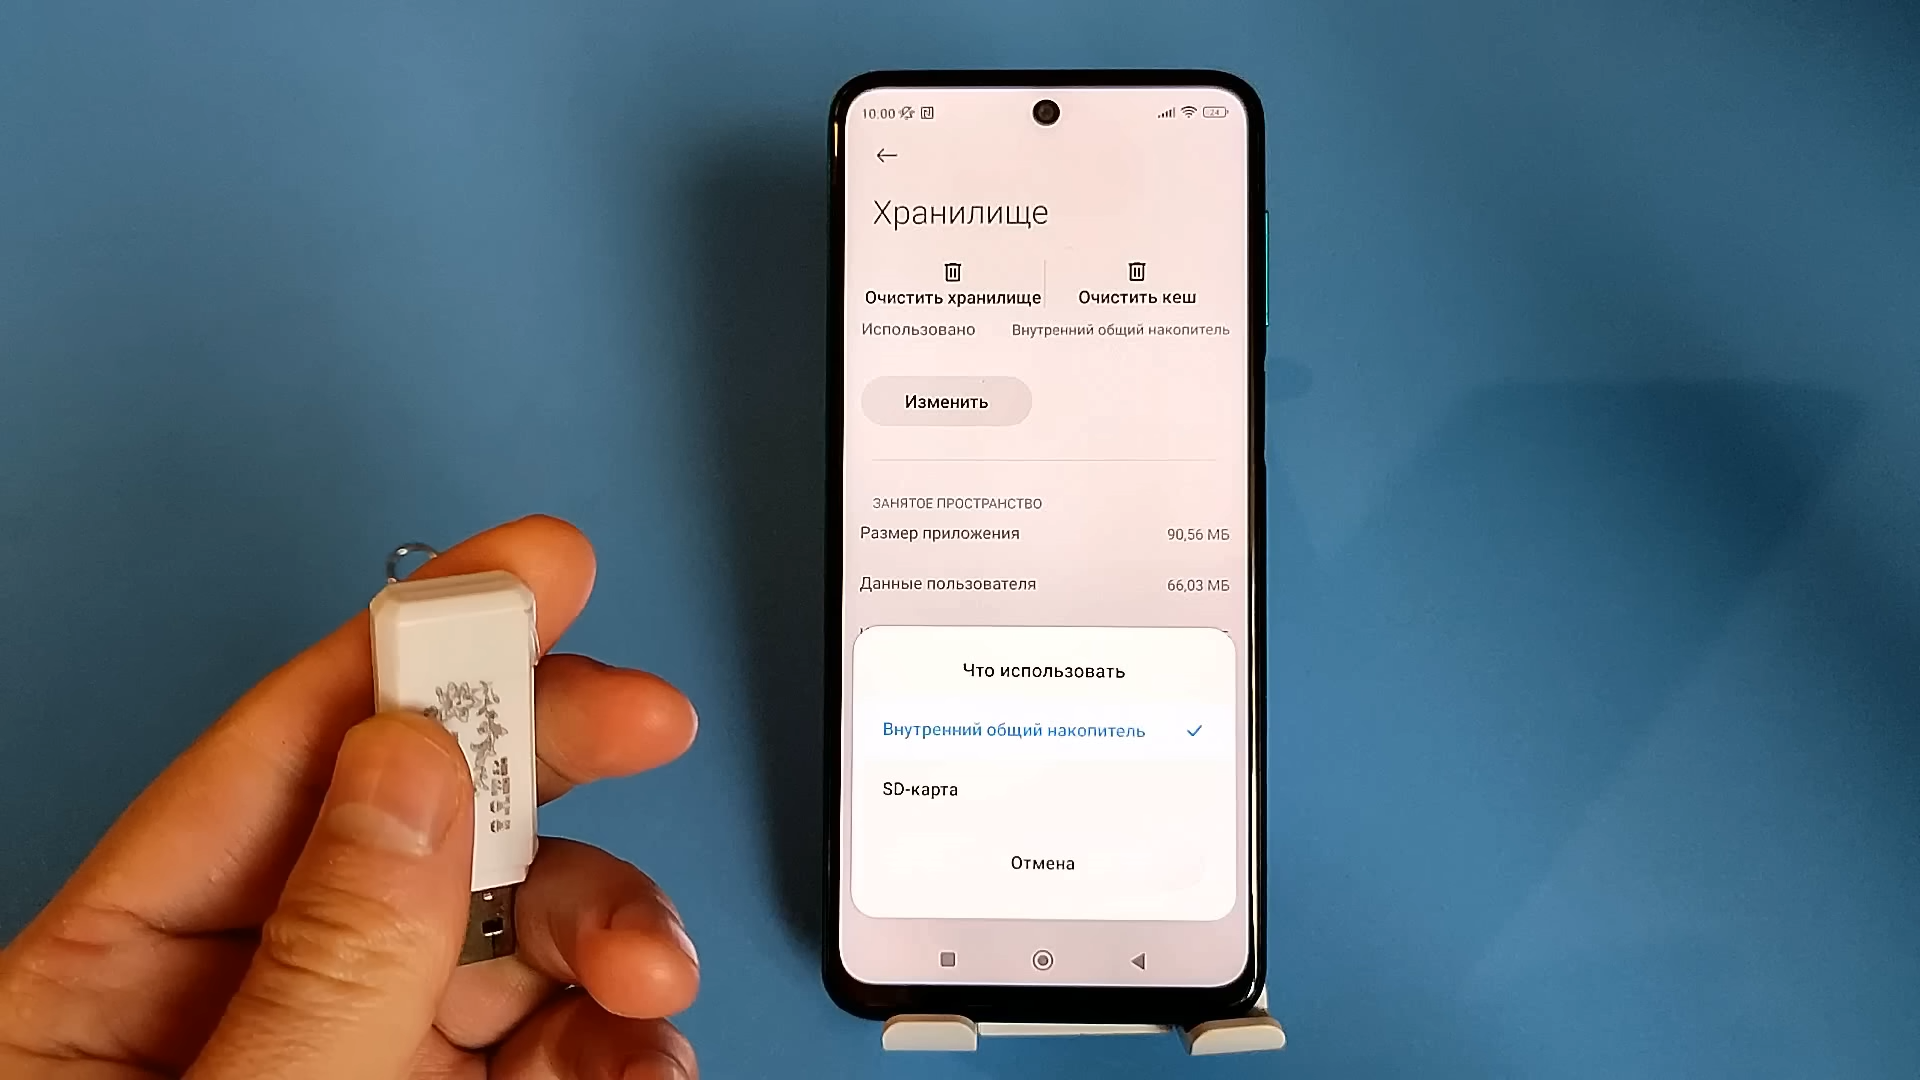 10:00
24
Хранилище
Очистить хранилище
Очистить кеш
Использовано
Внутренний общий накопитель
Изменить
ЗАНЯТОЕ ПРОСТРАНСТВО
Размер приложения
90,56 МБ
Данные пользователя
66,03 МБ
Что использовать
Внутренний общий накопитель
SD-карта
Отмена